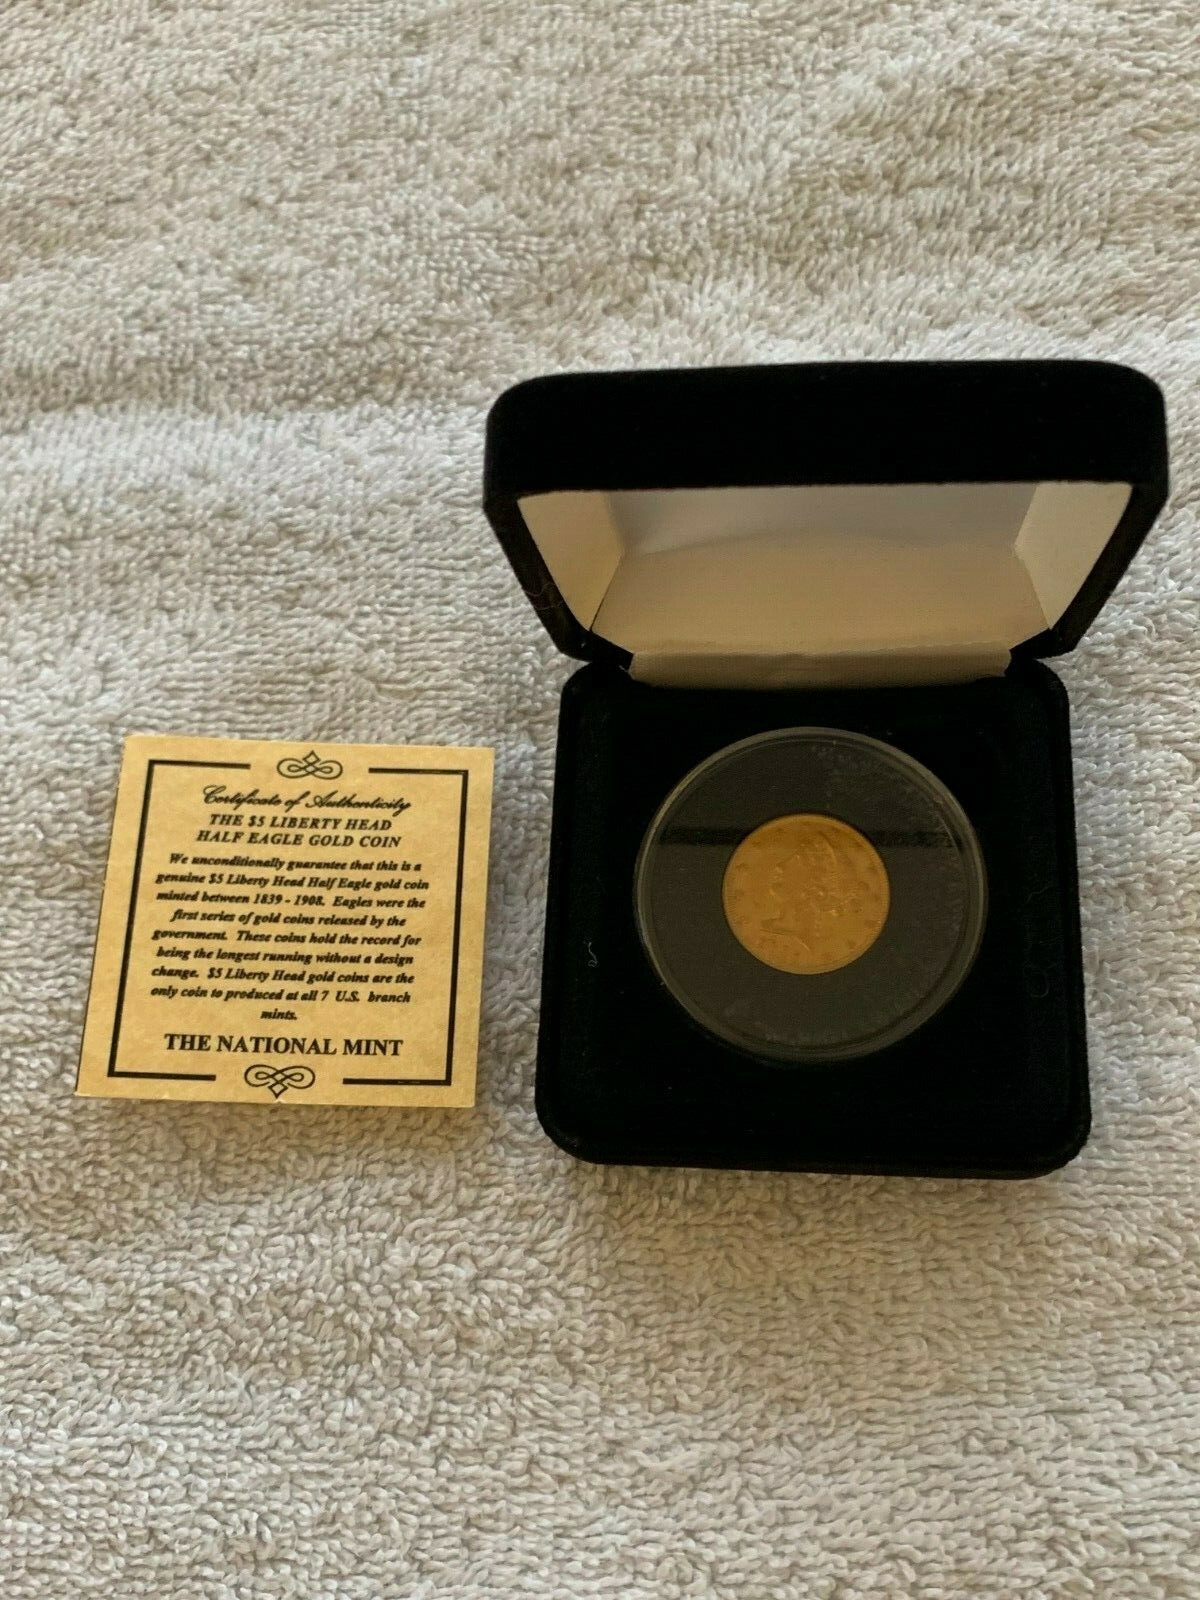 Certificate of Authenticity
THE $5 LIBERTY HEAD
HALF EAGLE GOLD COIN
We unconditionally guarantee that this is a
genuine $5 Liberty Head Half Eagle gold coin
minted between 1839 - 1908. Eagles were the
first series of gold coins released by the
government. These coins hold the record for
being the longest running without a design
change. $5 Liberty Head gold coins are the
only coin to produced at all 7 U.S. branch
mints.
THE NATIONAL MINT